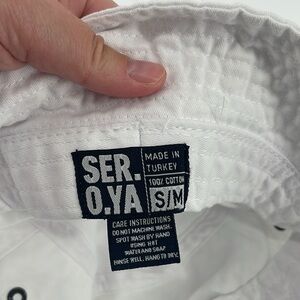 SER.
O.YA
MADE IN
TURKEY
100% COTTON
S/M
CARE INSTRUCTIONS
DO NOT MACHINE WASH.
SPOT WASH BY HAND
USING HOT
WATER AND SOAP
RINSE WELL. HANG TO DRY.